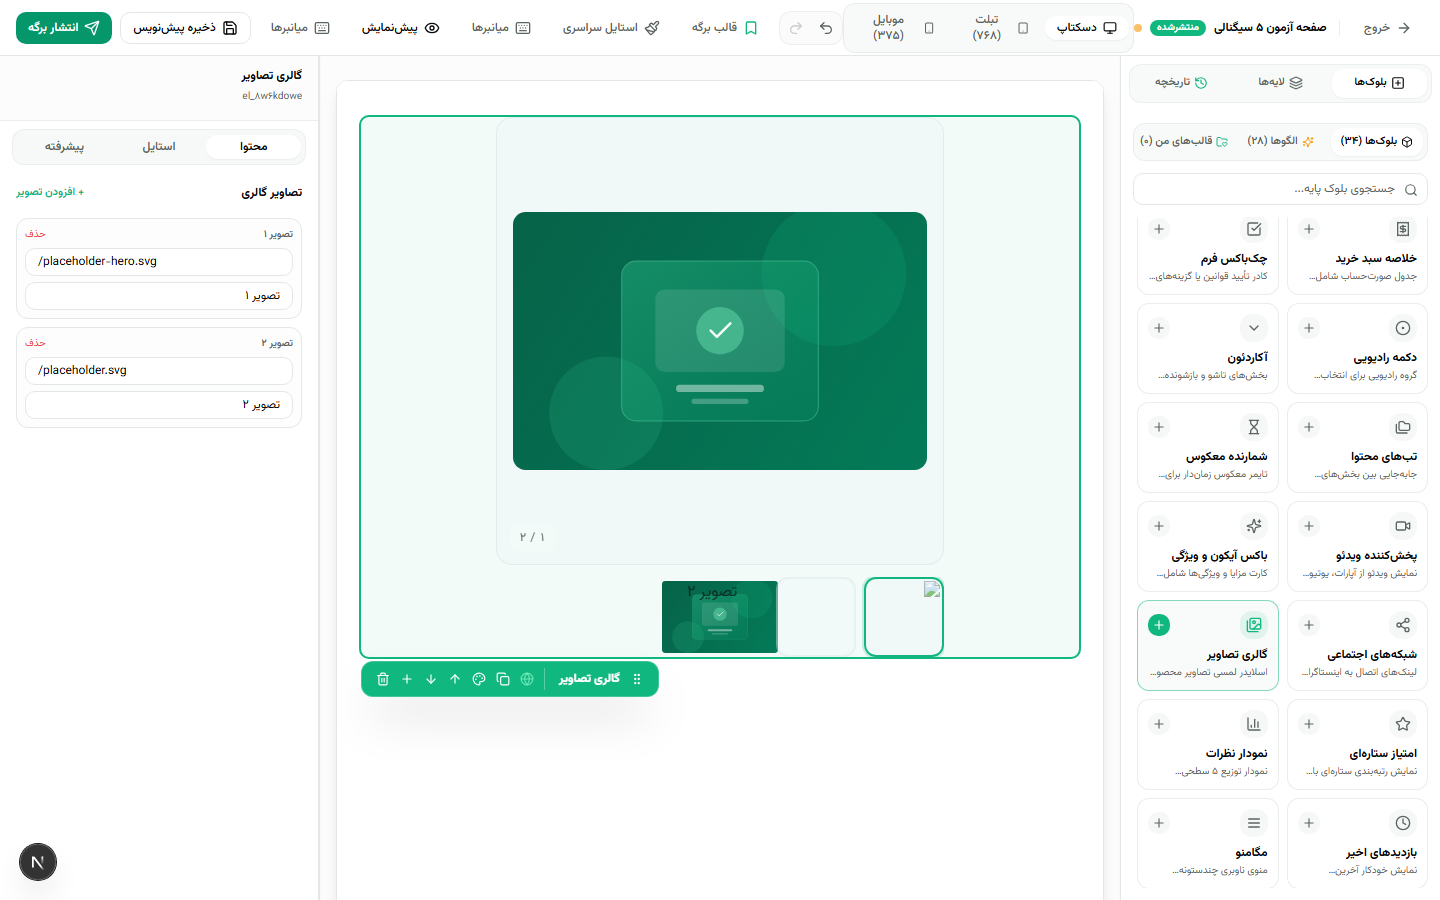 خروج
صفحه آزمون ۵ سیگنالی
منتشرشده
دسکتاپ
تبلت (۷۶۸)
موبایل (۳۷۵)
قالب برگه
استایل سراسری
میانبرها
پیش‌نمایش
میانبرها
ذخیره پیش‌نویس
انتشار برگه
بلوک‌ها
لایه‌ها
تاریخچه
بلوک‌ها (۳۴)
الگوها (۲۸)
قالب‌های من (۰)
جستجوی بلوک پایه...
خلاصه سبد خرید
جدول صورت‌حساب شامل...
چک‌باکس فرم
کادر تأیید قوانین یا گزینه‌های...
دکمه رادیویی
گروه رادیویی برای انتخاب...
آکاردئون
بخش‌های تاشو و بازشونده...
تب‌های محتوا
جابه‌جایی بین بخش‌های...
شمارنده معکوس
تایمر معکوس زمان‌دار برای...
پخش‌کننده ویدئو
نمایش ویدئو از آپارات، یوتیو...
باکس آیکون و ویژگی
کارت مزایا و ویژگی‌ها شامل...
شبکه‌های اجتماعی
لینک‌های اتصال به اینستاگرا...
گالری تصاویر
اسلایدر لمسی تصاویر محصو...
امتیاز ستاره‌ای
نمایش رتبه‌بندی ستاره‌ای با...
نمودار نظرات
نمودار توزیع ۵ سطحی...
بازدیدهای اخیر
نمایش خودکار آخرین...
مگامنو
منوی ناوبری چندستونه...
۱ / ۲
تصویر ۲
گالری تصاویر
گالری تصاویر
el_۸w۶kdowe
محتوا
استایل
پیشرفته
تصاویر گالری
+ افزودن تصویر
تصویر ۱
حذف
/placeholder-hero.svg
تصویر ۱
تصویر ۲
حذف
/placeholder.svg
تصویر ۲
N